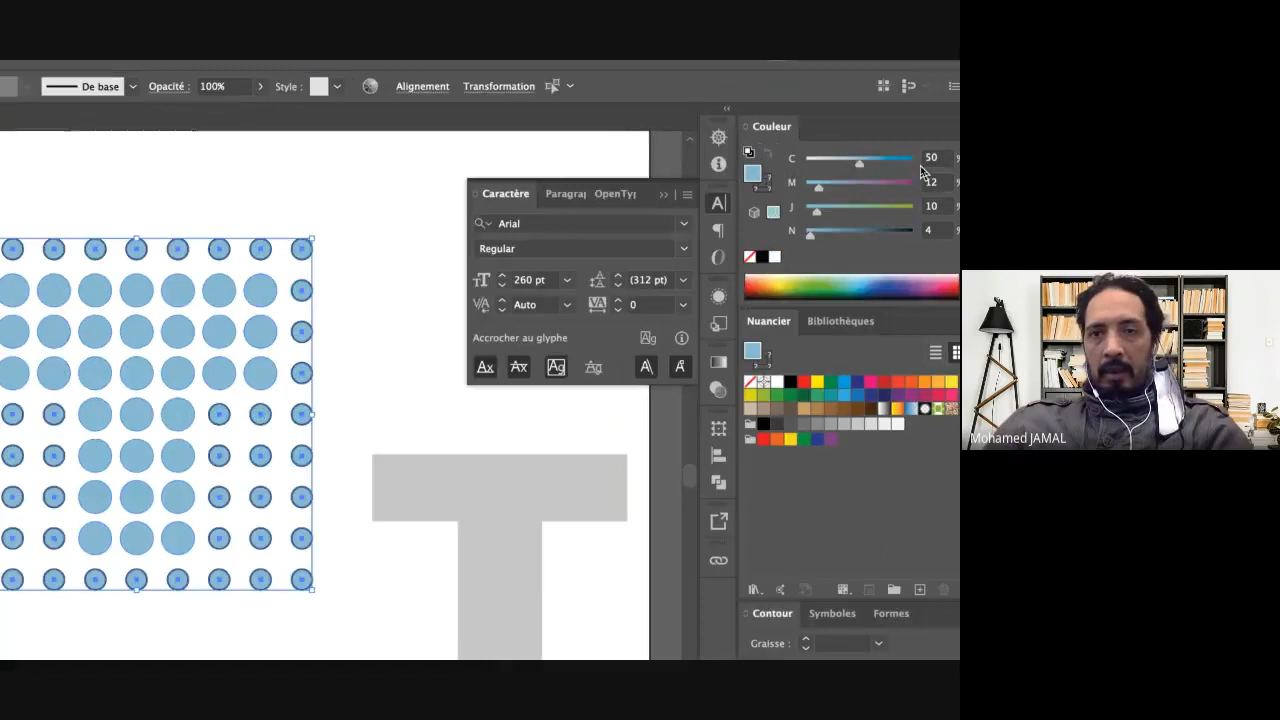 De base Opacité : 100% Style : Alignement Transformation
Couleur
C 50 %
M 12 %
J 10 %
N 4 %
Caractère Paragra OpenTy
Arial
Regular
260 pt (312 pt)
Auto 0
Accrocher au glyphe
Nuancier Bibliothèques
Contour Symboles Formes
Graisse :
Mohamed JAMAL
T